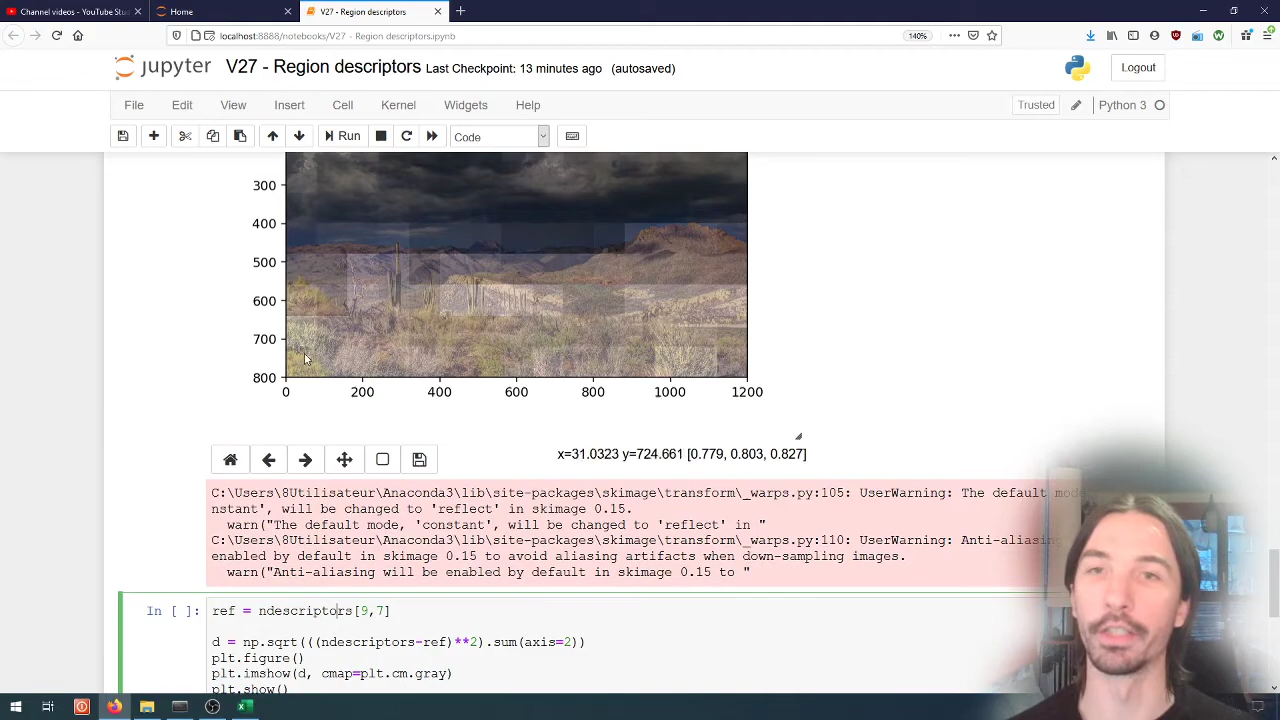 Channel videos - YouTube Stu
Home
V27 - Region descriptors
localhost:8888/notebooks/V27 - Region descriptors.ipynb
140%
jupyter
V27 - Region descriptors Last Checkpoint: 13 minutes ago (autosaved)
Logout
File Edit View Insert Cell Kernel Widgets Help
Trusted
Python 3
Run
Code
300
400
500
600
700
800
0 200 400 600 800 1000 1200
x=31.0323 y=724.661 [0.779, 0.803, 0.827]
C:\Users\8Utilisateur\Anaconda3\lib\site-packages\skimage\transform\_warps.py:105: UserWarning: The default mode
nstant', will be changed to 'reflect' in skimage 0.15.
warn("The default mode, 'constant', will be changed to 'reflect' in "
C:\Users\8Utilisateur\Anaconda3\lib\site-packages\skimage\transform\_warps.py:110: UserWarning: Anti-aliasing
enabled by default in skimage 0.15 to avoid aliasing artifacts when down-sampling images.
warn("Anti-aliasing will be enabled by default in skimage 0.15 to "
In [ ]:
ref = ndescriptors[9,7]
d = np.sqrt(((ndescriptors-ref)**2).sum(axis=2))
plt.figure()
plt.imshow(d, cmap=plt.cm.gray)
plt.show()